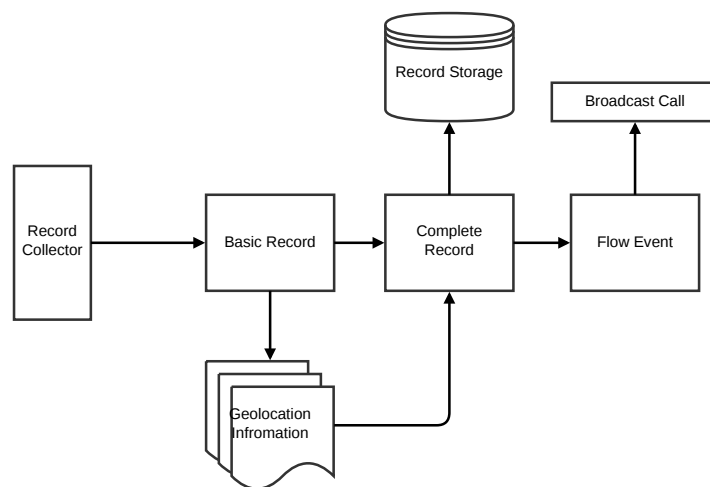 Record Storage
Broadcast Call
Record
Collector
Basic Record
Complete
Record
Flow Event
Geolocation
Infromation